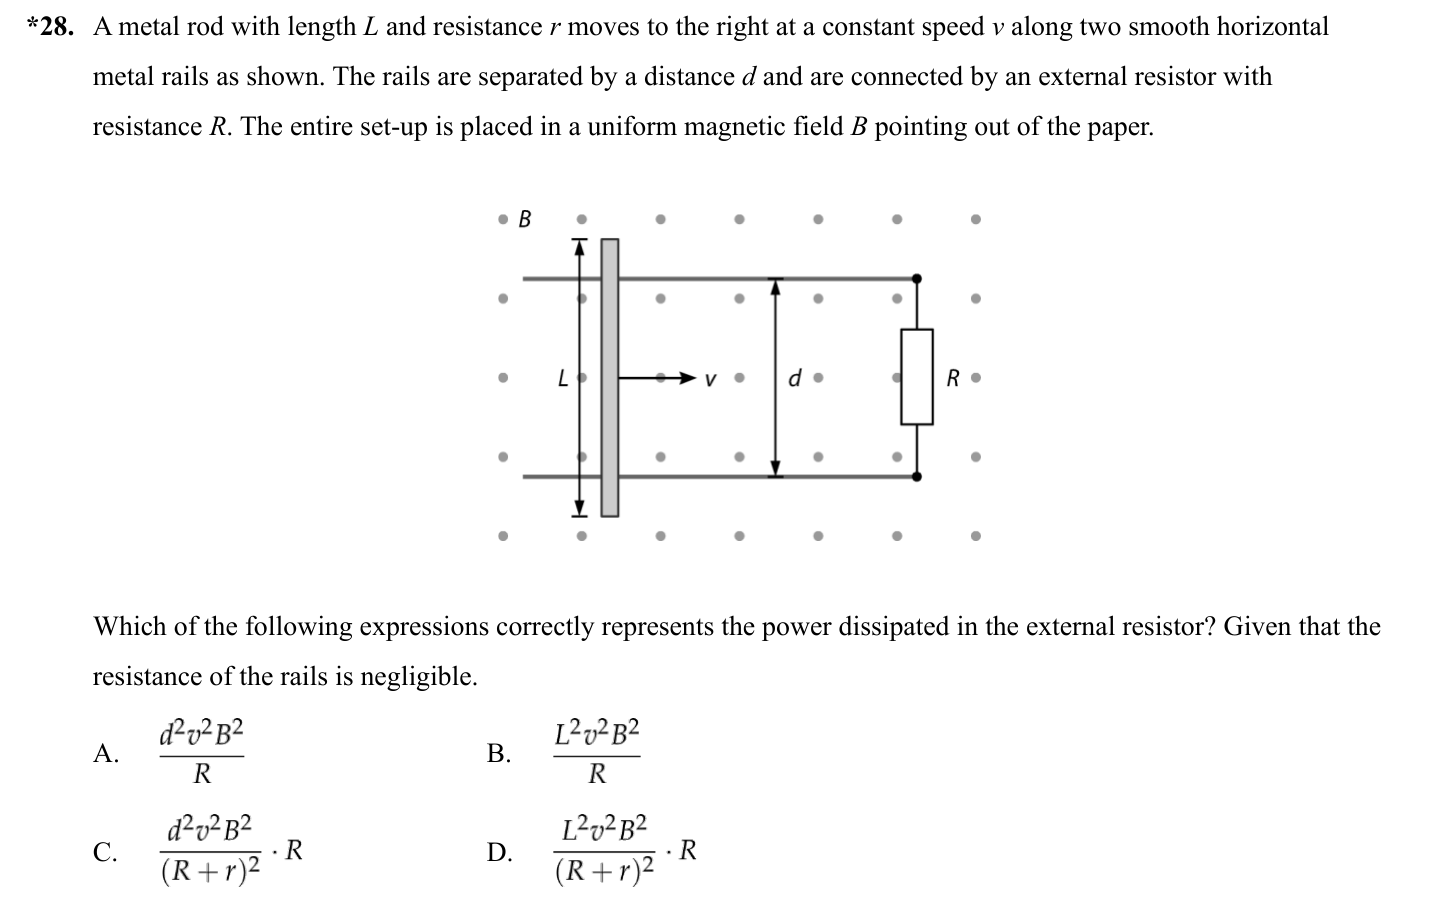 *28. A metal rod with length L and resistance r moves to the right at a constant speed v along two smooth horizontal
metal rails as shown. The rails are separated by a distance d and are connected by an external resistor with
resistance R. The entire set-up is placed in a uniform magnetic field B pointing out of the paper.
B
L v d R
Which of the following expressions correctly represents the power dissipated in the external resistor? Given that the
resistance of the rails is negligible.
A. d²v²B²/R B. L²v²B²/R
C. d²v²B²/(R + r)² · R D. L²v²B²/(R + r)² · R